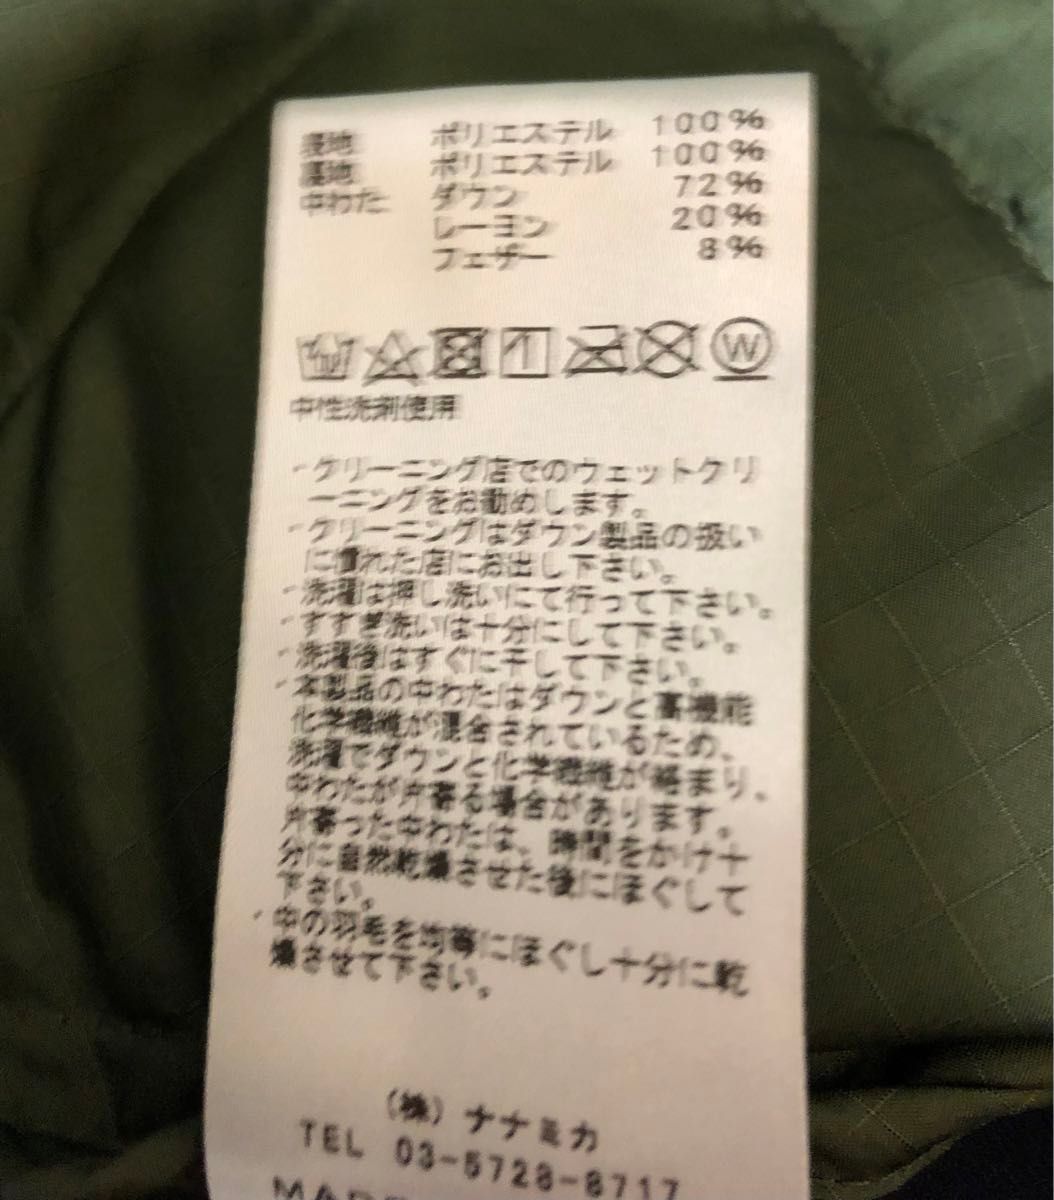 表地: ポリエステル 100%
裏地: ポリエステル 100%
中わた: ダウン 72%
レーヨン 20%
フェザー 8%
W
中性洗剤使用
・クリーニング店でのウェットクリ
ーニングをお勧めします。
・クリーニングはダウン製品の扱い
に慣れた店にお出し下さい。
・洗濯は押し洗いにて行って下さい。
・すすぎ洗いは十分にして下さい。
・洗濯後はすぐに干して下さい。
・本製品の中わたはダウンと高機能
化学繊維が混合されているため、
洗濯でダウンと化学繊維が絡まり、
中わたが片寄る場合があります。
片寄った中わたは、時間をかけ十
分に自然乾燥させた後にほぐして
下さい。
・中の羽毛を均等にほぐし十分に乾
燥させて下さい。
(株) ナナミカ
TEL 03-5728-8717